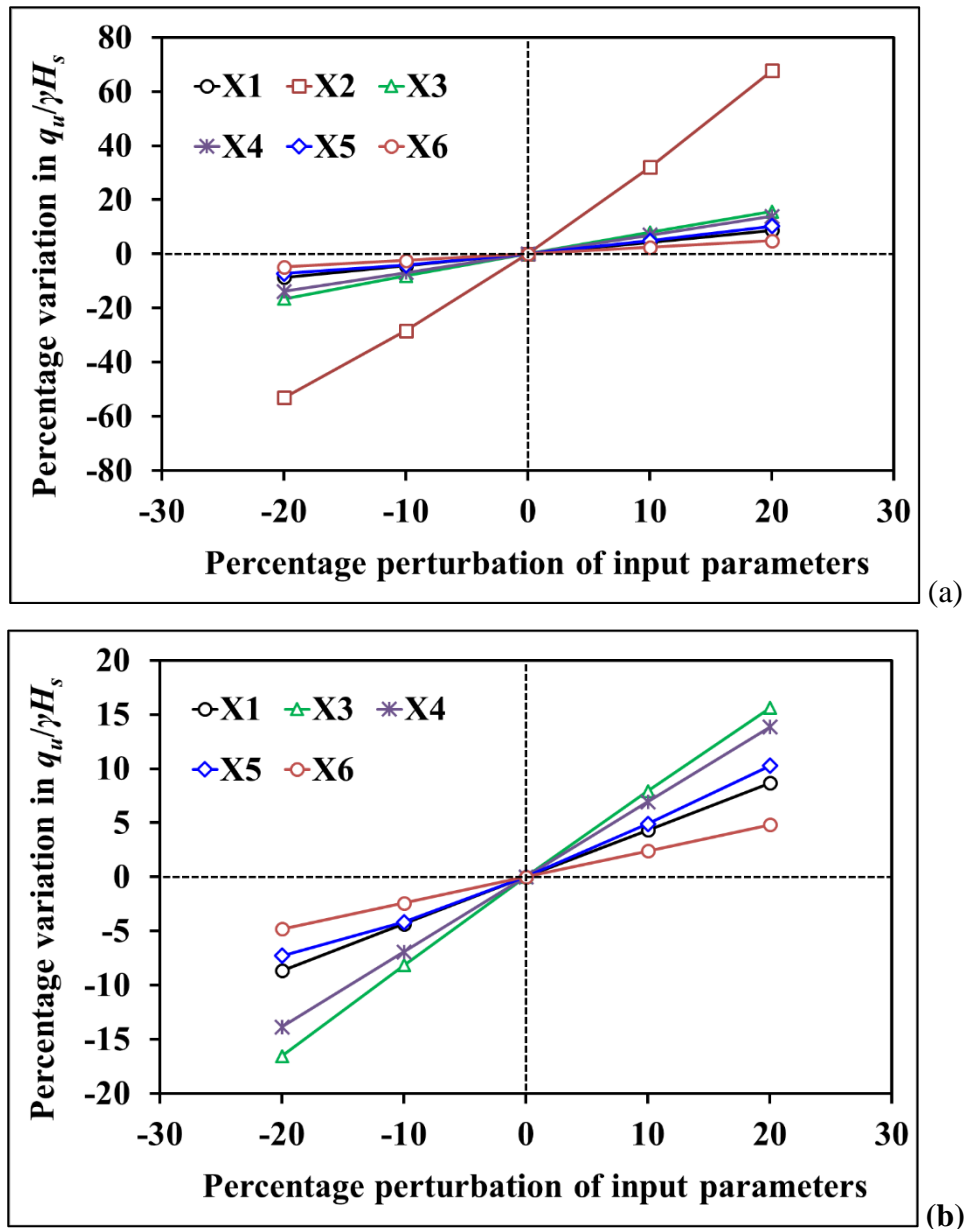 80
60
40
20
0
-20
-40
-60
-80
X1 X2 X3
X4 X5 X6
-30 -20 -10 0 10 20 30
Percentage variation in qu/γHs
Percentage perturbation of input parameters
(a)
20
15
10
5
0
-5
-10
-15
-20
X1 X3 X4
X5 X6
-30 -20 -10 0 10 20 30
Percentage variation in qu/γHs
Percentage perturbation of input parameters
(b)